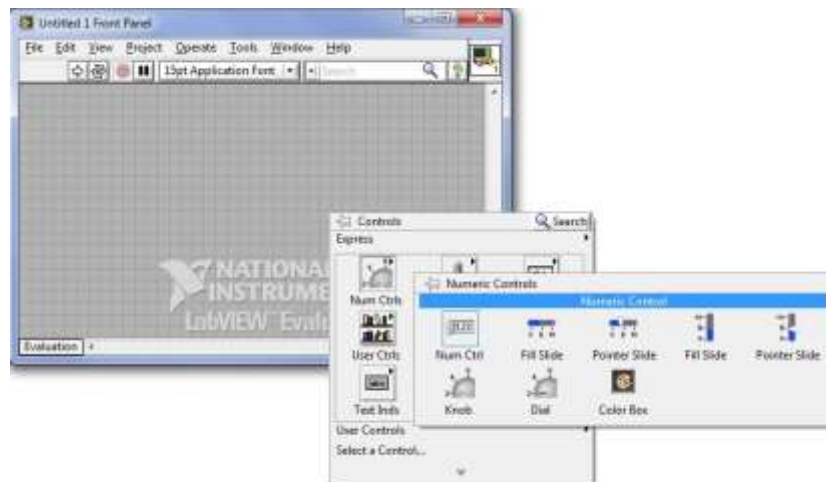 Untitled 1 Front Panel
File Edit View Project Operate Tools Window Help
15pt Application Font Search
NATIONAL
INSTRUME
LabVIEW Evalu
Evaluation
Controls Search
Express
Num Ctrls
User Ctrls
Text Inds
User Controls
Select a Control...
Numeric Controls
Numeric Control
Num Ctrl Fill Slide Pointer Slide Fill Slide Pointer Slide
Knob Dial Color Box